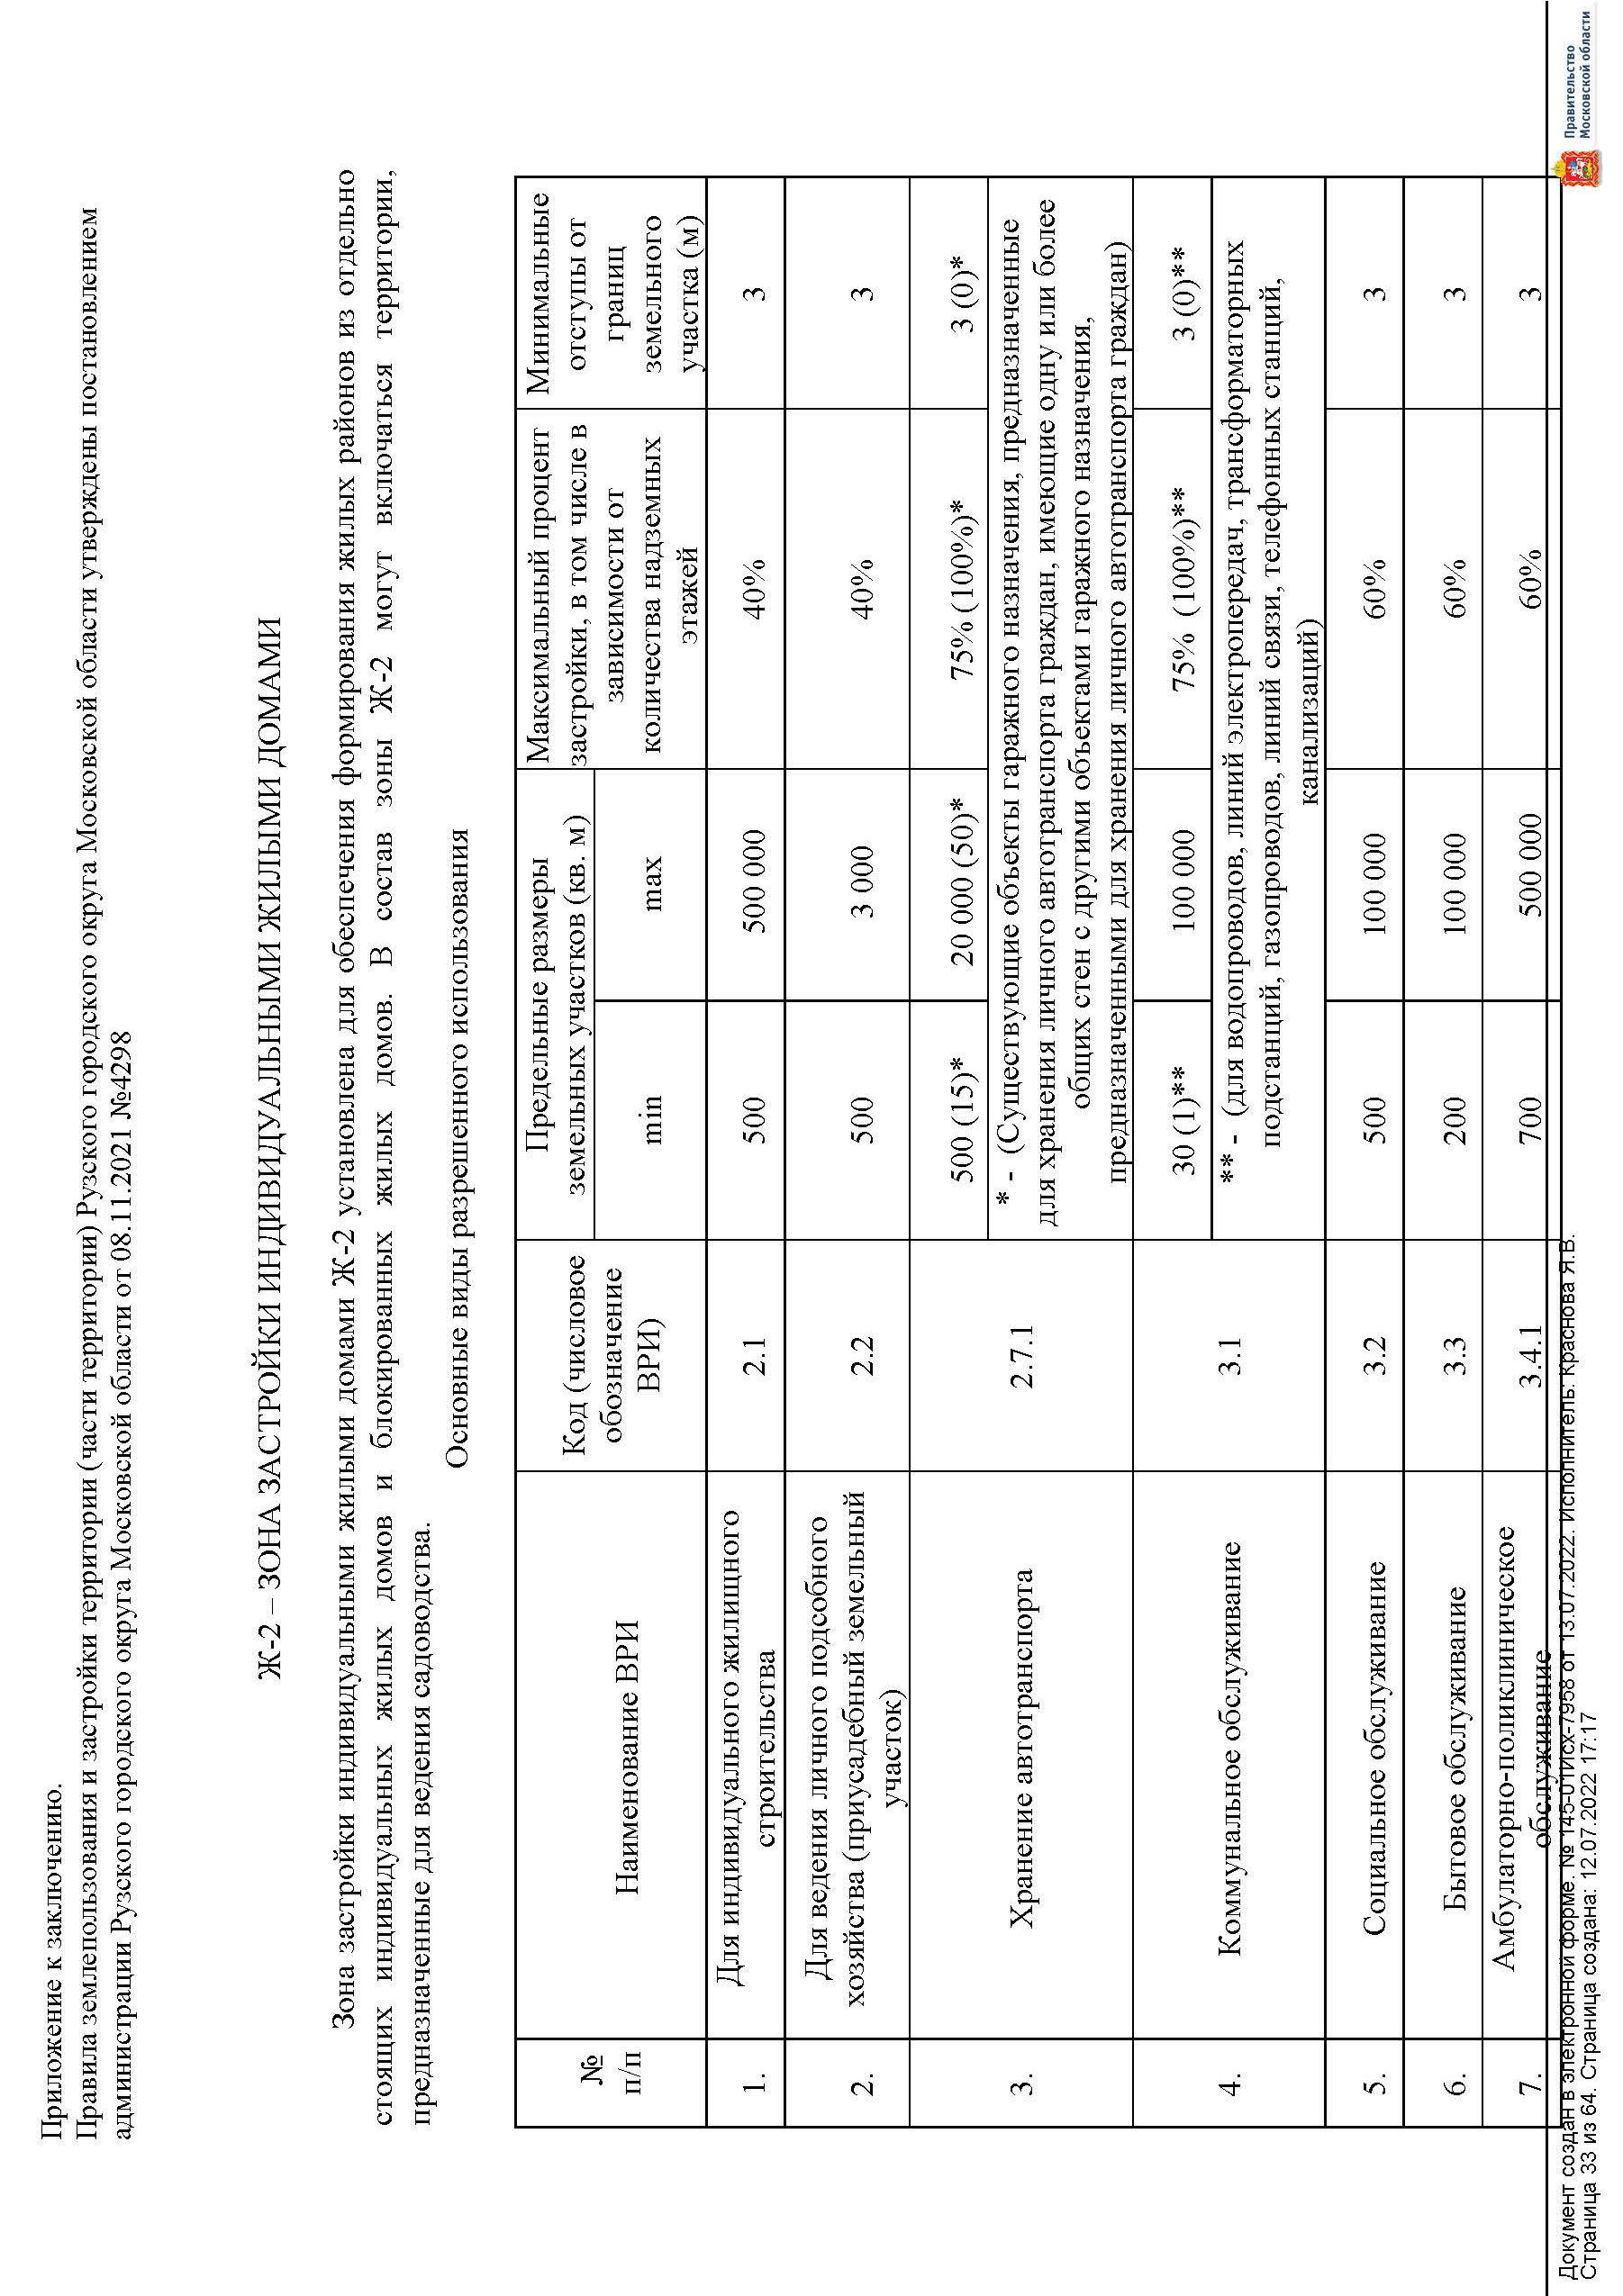 Приложение к заключению.
Правила землепользования и застройки территории (части территории) Рузского городского округа Московской области утверждены постановлением
администрации Рузского городского округа Московской области от 08.11.2021 №4298
Ж-2 – ЗОНА ЗАСТРОЙКИ ИНДИВИДУАЛЬНЫМИ ЖИЛЫМИ ДОМАМИ
Зона застройки индивидуальными жилыми домами Ж-2 установлена для обеспечения формирования жилых районов из отдельно
стоящих индивидуальных жилых домов и блокированных жилых домов. В состав зоны Ж-2 могут включаться территории,
предназначенные для ведения садоводства.
Основные виды разрешенного использования
№
п/п
Наименование ВРИ
Код (числовое
обозначение
ВРИ)
Предельные размеры
земельных участков (кв. м)
min
max
Максимальный процент
застройки, в том числе в
зависимости от
количества надземных
этажей
Минимальные
отступы от
границ
земельного
участка (м)
1.
Для индивидуального жилищного
строительства
2.1
500
500 000
40%
3
2.
Для ведения личного подсобного
хозяйства (приусадебный земельный
участок)
2.2
500
3 000
40%
3
3.
Хранение автотранспорта
2.7.1
500 (15)*
20 000 (50)*
75% (100%)*
3 (0)*
* - (Существующие объекты гаражного назначения, предназначенные
для хранения личного автотранспорта граждан, имеющие одну или более
общих стен с другими объектами гаражного назначения,
предназначенными для хранения личного автотранспорта граждан)
4.
Коммунальное обслуживание
3.1
30 (1)**
100 000
75% (100%)**
3 (0)**
** - (для водопроводов, линий электропередач, трансформаторных
подстанций, газопроводов, линий связи, телефонных станций,
канализаций)
5.
Социальное обслуживание
3.2
500
100 000
60%
3
6.
Бытовое обслуживание
3.3
200
100 000
60%
3
7.
Амбулаторно-поликлиническое
обслуживание
3.4.1
700
500 000
60%
3
Документ создан в электронной форме. № 145-01Исх-7958 от 13.07.2022. Исполнитель: Краснова Я.В.
Страница 33 из 64. Страница создана: 12.07.2022 17:17
Правительство
Московской области